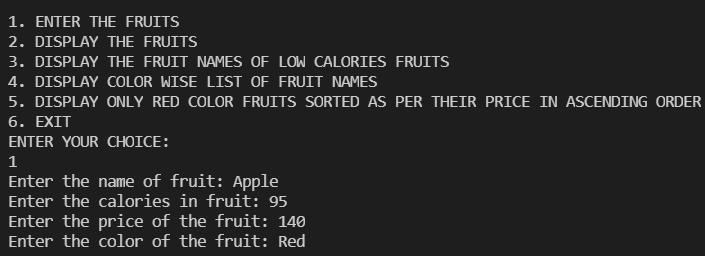 1. ENTER THE FRUITS
2. DISPLAY THE FRUITS
3. DISPLAY THE FRUIT NAMES OF LOW CALORIES FRUITS
4. DISPLAY COLOR WISE LIST OF FRUIT NAMES
5. DISPLAY ONLY RED COLOR FRUITS SORTED AS PER THEIR PRICE IN ASCENDING ORDER
6. EXIT
ENTER YOUR CHOICE:
1
Enter the name of fruit: Apple
Enter the calories in fruit: 95
Enter the price of the fruit: 140
Enter the color of the fruit: Red